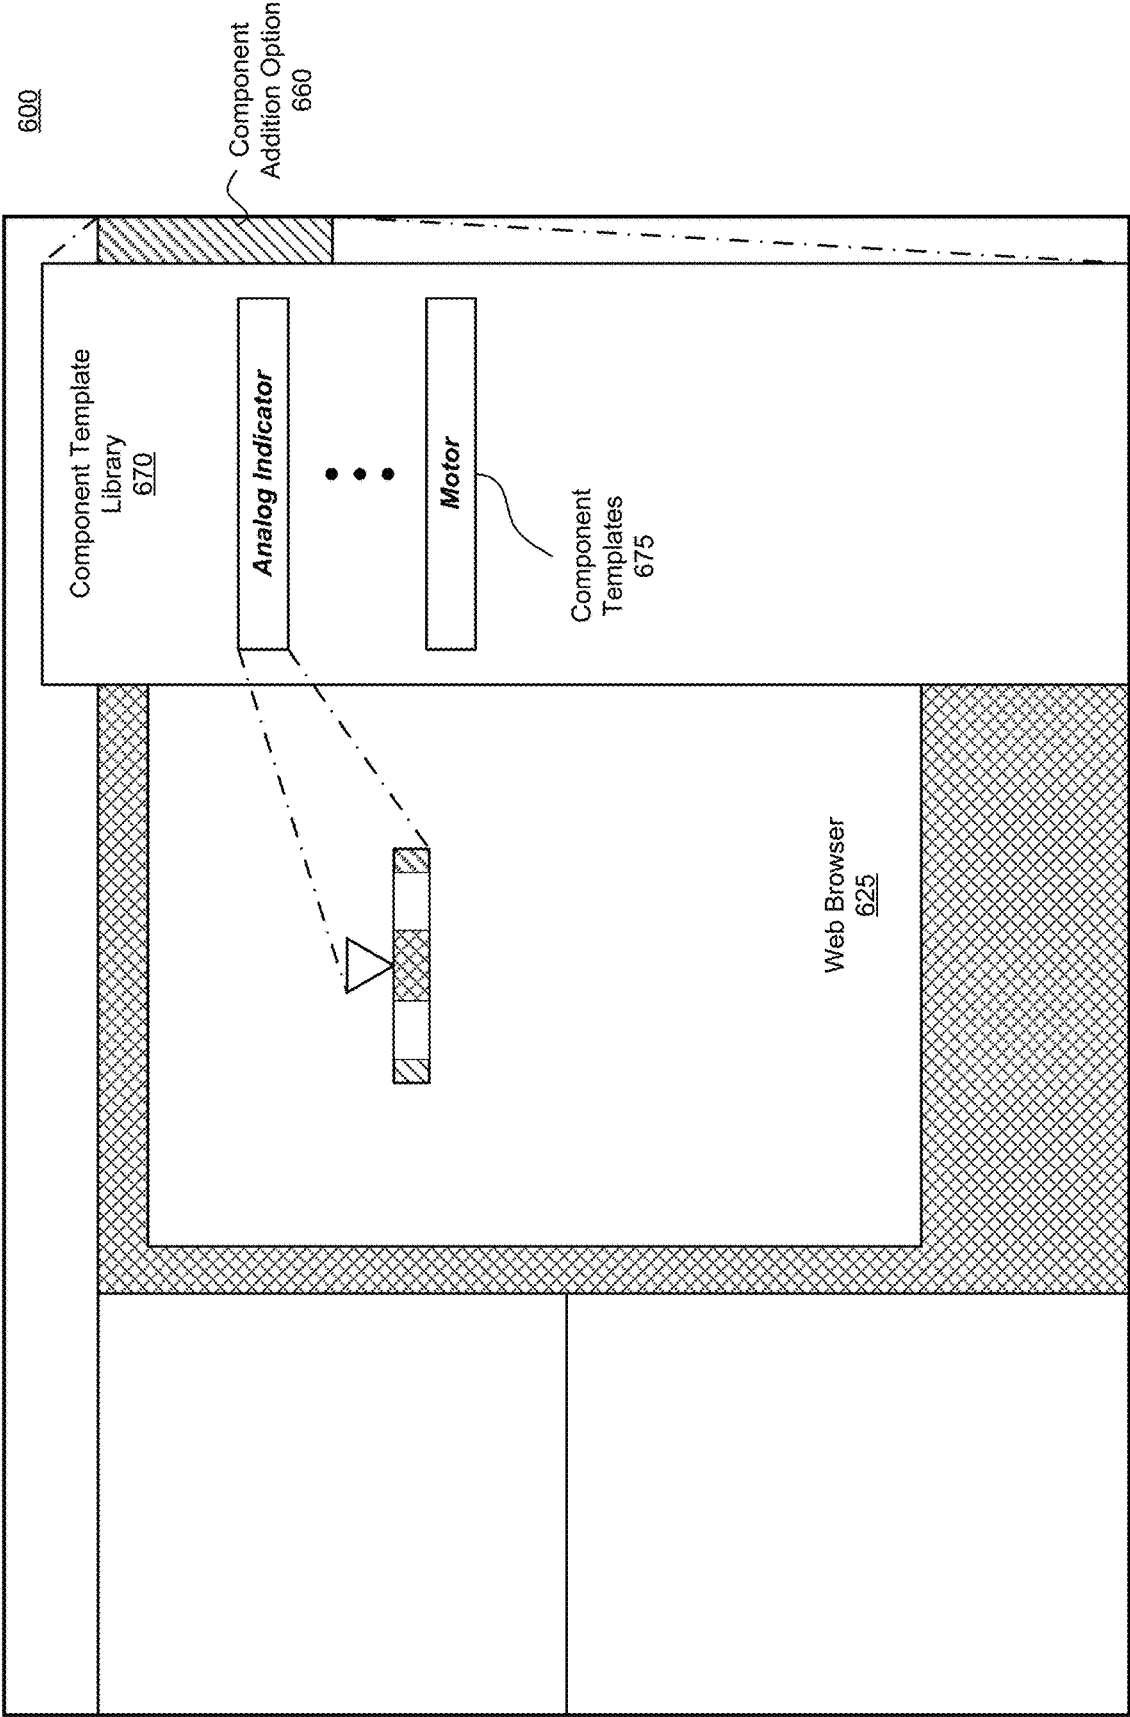 600
Component
Addition Option
660
Component Template
Library
670
Analog Indicator
Motor
Component
Templates
675
Web Browser
625